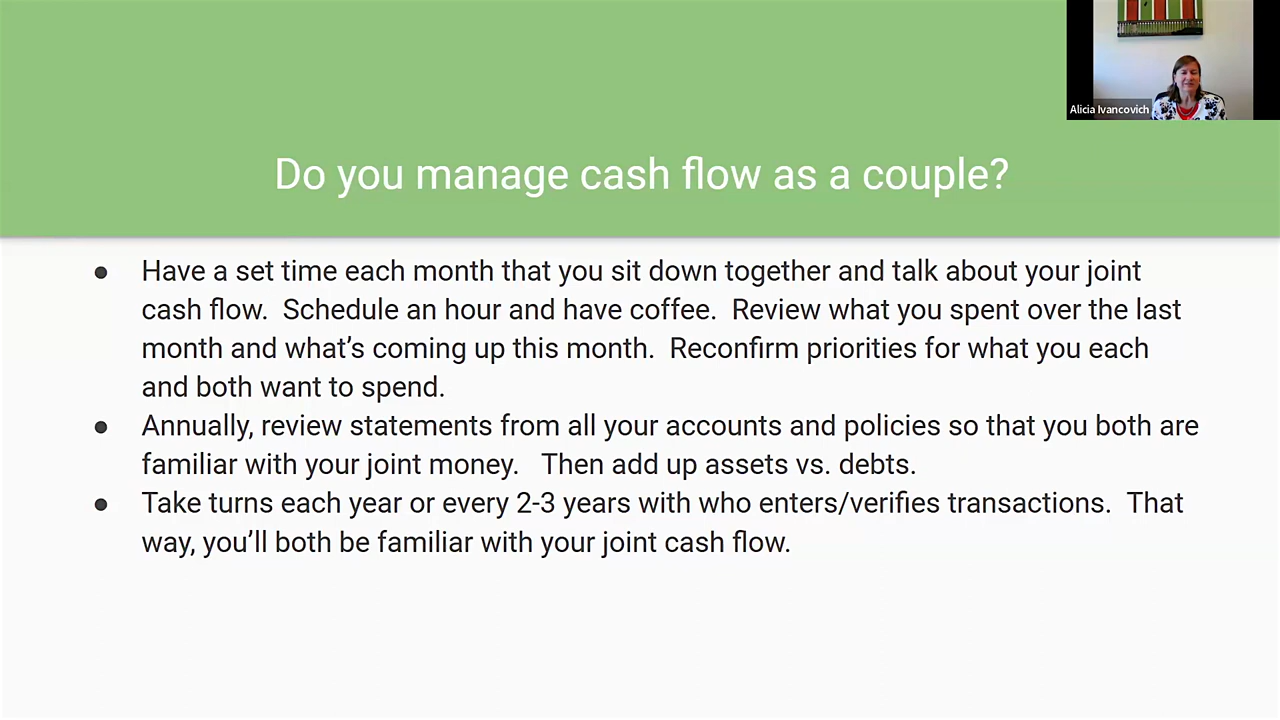 Alicia Ivancovich
Do you manage cash flow as a couple?
● Have a set time each month that you sit down together and talk about your joint
cash flow.  Schedule an hour and have coffee.  Review what you spent over the last
month and what’s coming up this month.  Reconfirm priorities for what you each
and both want to spend.
● Annually, review statements from all your accounts and policies so that you both are
familiar with your joint money.   Then add up assets vs. debts.
● Take turns each year or every 2-3 years with who enters/verifies transactions.  That
way, you’ll both be familiar with your joint cash flow.